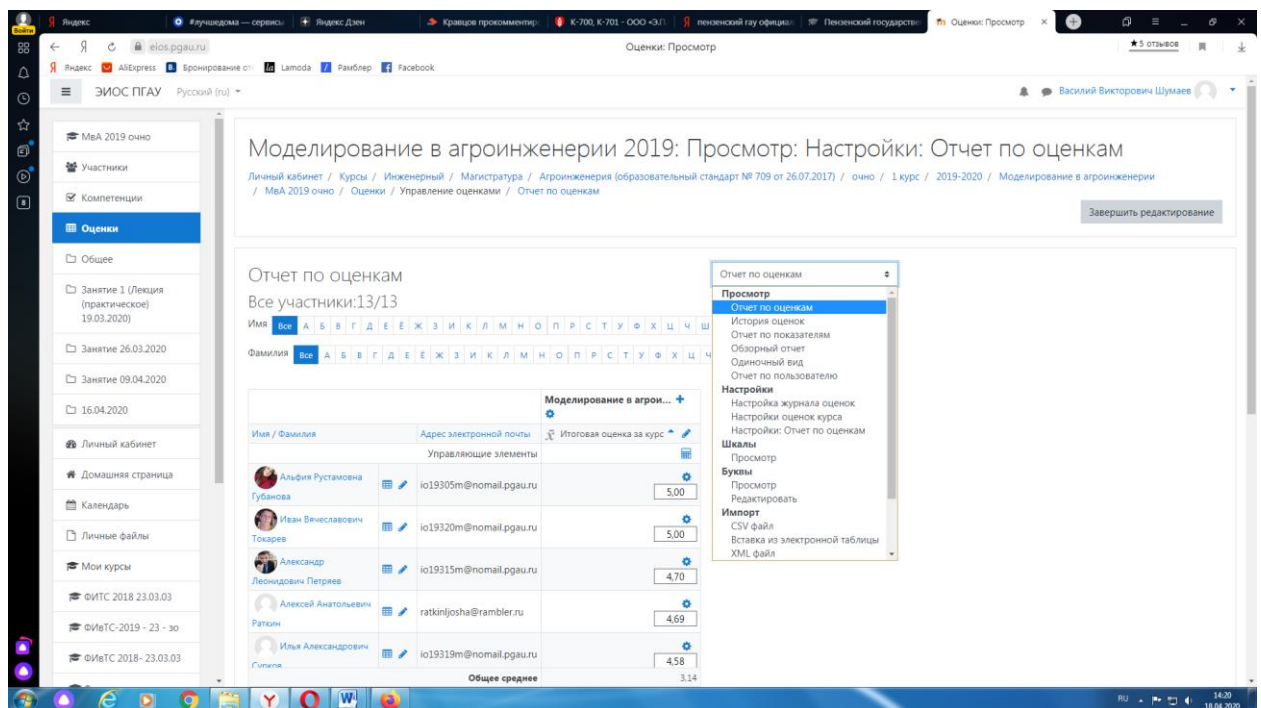 Яндекс
#лучшедома — сервисы
Яндекс.Дзен
Кравцов прокомментир
К-700, К-701 - ООО «Э.П.
пензенский гау официал
Пензенский государстве
Оценки: Просмотр
Войти
eios.pgau.ru
Оценки: Просмотр
★ 5 отзывов
Яндекс
AliExpress
Бронирование от
Lamoda
Рамблер
Facebook
ЭИОС ПГАУ
Русский (ru)
Василий Викторович Шумаев
МвА 2019 очно
Участники
Компетенции
Оценки
Общее
Занятие 1 (Лекция
(практическое)
19.03.2020)
Занятие 26.03.2020
Занятие 09.04.2020
16.04.2020
Личный кабинет
Домашняя страница
Календарь
Личные файлы
Мои курсы
ФИТС 2018 23.03.03
ФИвТС-2019 - 23 - зо
ФИвТС 2018- 23.03.03
Моделирование в агроинженерии 2019: Просмотр: Настройки: Отчет по оценкам
Личный кабинет / Курсы / Инженерный / Магистратура / Агроинженерия (образовательный стандарт № 709 от 26.07.2017) / очно / 1 курс / 2019-2020 / Моделирование в агроинженерии
/ МвА 2019 очно / Оценки / Управление оценками / Отчет по оценкам
Завершить редактирование
Отчет по оценкам
Все участники:13/13
Имя Все А Б В Г Д Е Ё Ж З И К Л М Н О П Р С Т У Ф Х Ц Ч Ш
Фамилия Все А Б В Г Д Е Ё Ж З И К Л М Н О П Р С Т У Ф Х Ц Ч
Моделирование в агрои...
Имя / Фамилия
Адрес электронной почты
x̄ Итоговая оценка за курс
Управляющие элементы
Альфия Рустамовна
Губанова
io19305m@nomail.pgau.ru
5,00
Иван Вячеславович
Токарев
io19320m@nomail.pgau.ru
5,00
Александр
Леонидович Петряев
io19315m@nomail.pgau.ru
4,70
Алексей Анатольевич
Раткин
ratkinljosha@rambler.ru
4,69
Илья Александрович
Сурков
io19319m@nomail.pgau.ru
4,58
Общее среднее
3,14
Отчет по оценкам
Просмотр
Отчет по оценкам
История оценок
Отчет по показателям
Обзорный отчет
Одиночный вид
Отчет по пользователю
Настройки
Настройка журнала оценок
Настройки оценок курса
Настройки: Отчет по оценкам
Шкалы
Просмотр
Буквы
Просмотр
Редактировать
Импорт
CSV файл
Вставка из электронной таблицы
XML файл
RU
14:20
18.04.2020